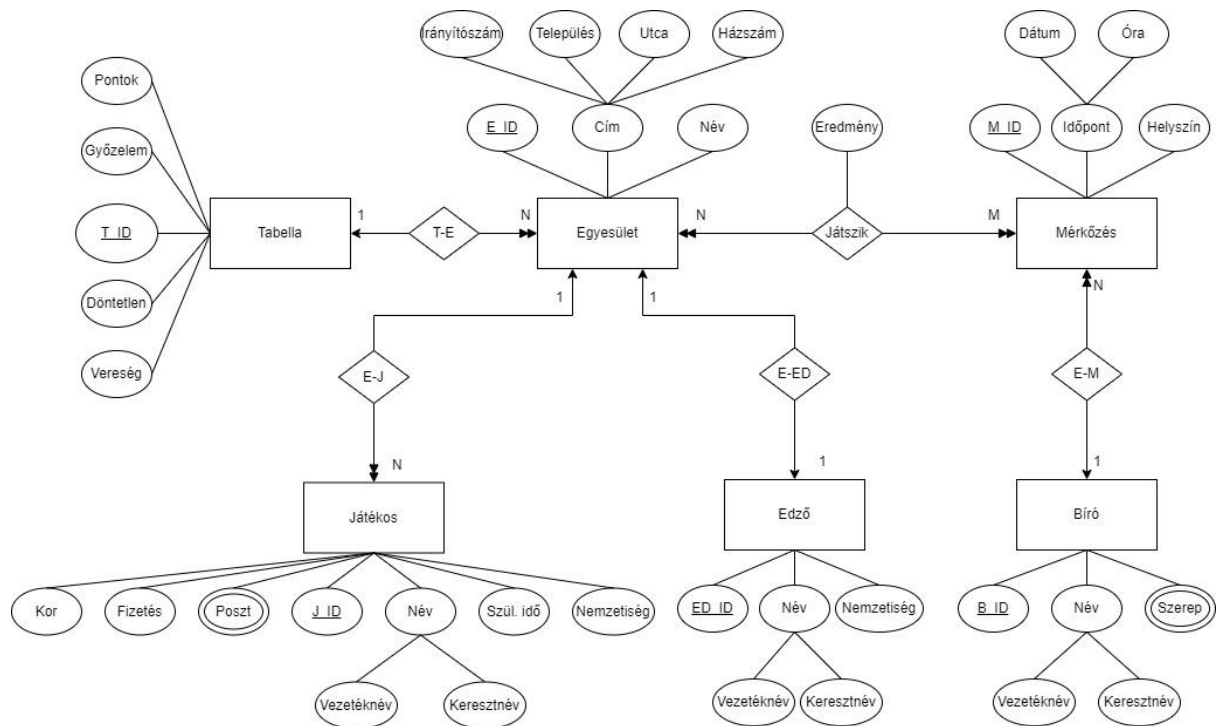 Irányítószám
Település
Utca
Házszám
Dátum
Óra
Pontok
E_ID
Cím
Név
Eredmény
M_ID
Időpont
Helyszín
Győzelem
T_ID
Tabella
1
T-E
N
Egyesület
N
Játszik
M
Mérkőzés
Döntetlen
1
1
N
Vereség
E-J
E-ED
E-M
N
1
1
Játékos
Edző
Bíró
Kor
Fizetés
Poszt
J_ID
Név
Szül. idő
Nemzetiség
ED_ID
Név
Nemzetiség
B_ID
Név
Szerep
Vezetéknév
Keresztnév
Vezetéknév
Keresztnév
Vezetéknév
Keresztnév